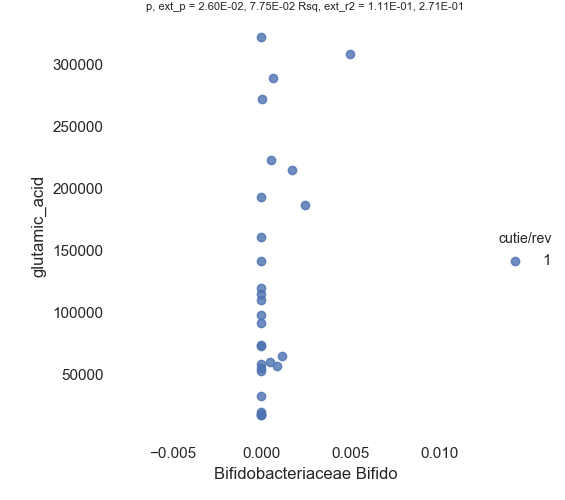 p, ext_p = 2.60E-02, 7.75E-02 Rsq, ext_r2 = 1.11E-01, 2.71E-01
300000
250000
200000
150000
100000
50000
glutamic_acid
cutie/rev
1
−0.005
0.000
0.005
0.010
Bifidobacteriaceae Bifido